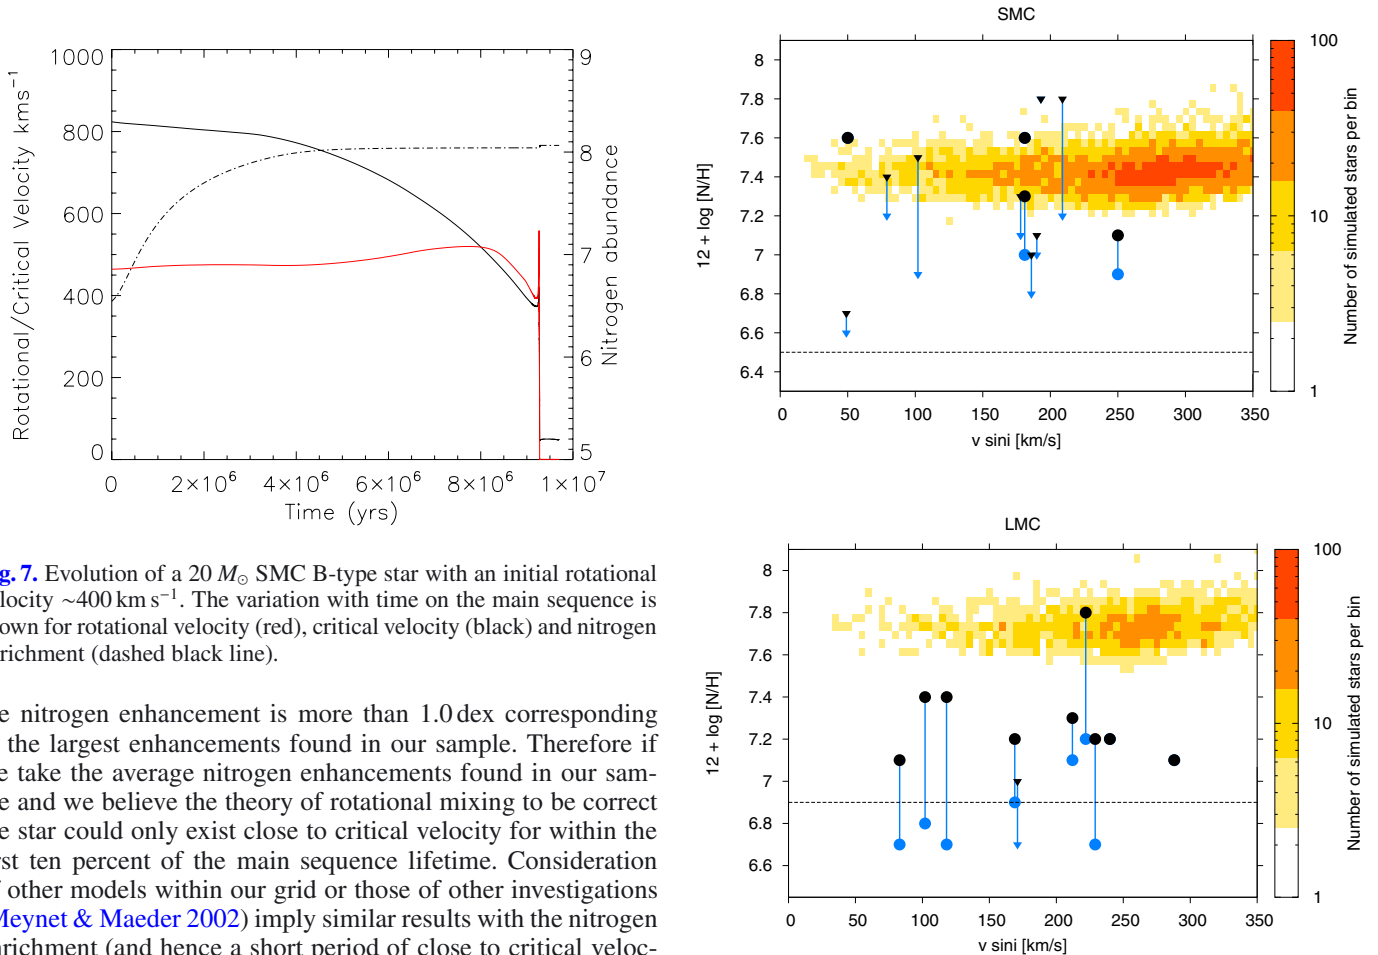 1000
800
600
400
200
0
9
8
7
6
5
Rotational/Critical Velocity kms⁻¹
Nitrogen abundance
0
2×10⁶
4×10⁶
6×10⁶
8×10⁶
1×10⁷
Time (yrs)
g. 7. Evolution of a 20 M⊙ SMC B-type star with an initial rotational
locity ~400 km s⁻¹. The variation with time on the main sequence is
own for rotational velocity (red), critical velocity (black) and nitrogen
richment (dashed black line).
e nitrogen enhancement is more than 1.0 dex corresponding
the largest enhancements found in our sample. Therefore if
e take the average nitrogen enhancements found in our sam-
e and we believe the theory of rotational mixing to be correct
e star could only exist close to critical velocity for within the
rst ten percent of the main sequence lifetime. Consideration
f other models within our grid or those of other investigations
Meynet & Maeder 2002) imply similar results with the nitrogen
nrichment (and hence a short period of close to critical veloc-
SMC
8
7.8
7.6
7.4
7.2
7
6.8
6.6
6.4
12 + log [N/H]
0
50
100
150
200
250
300
350
v sini [km/s]
100
10
1
Number of simulated stars per bin
LMC
8
7.8
7.6
7.4
7.2
7
6.8
6.6
12 + log [N/H]
0
50
100
150
200
250
300
350
v sini [km/s]
100
10
1
Number of simulated stars per bin